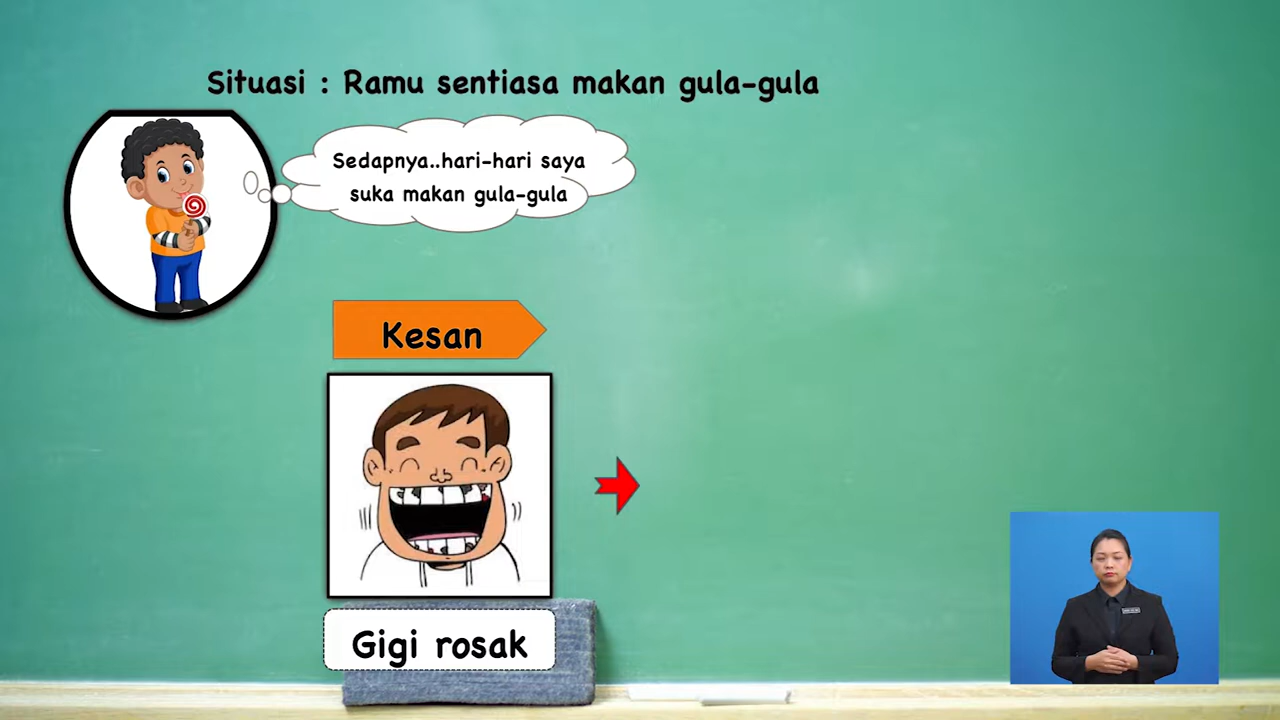 Situasi : Ramu sentiasa makan gula-gula
Sedapnya..hari-hari saya
suka makan gula-gula
Kesan
Gigi rosak